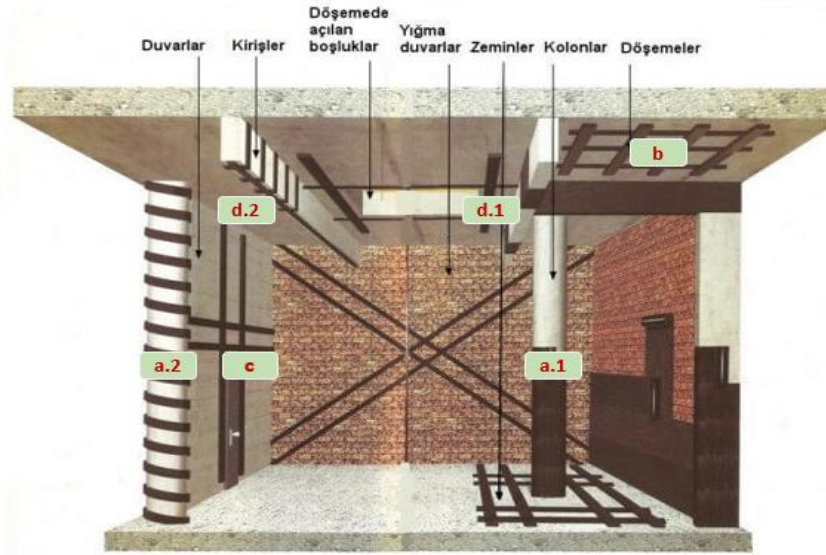 Duvarlar
Kirişler
Döşemede
açılan
boşluklar
Yığma
duvarlar
Zeminler
Kolonlar
Döşemeler
b
d.2
d.1
a.2
c
a.1